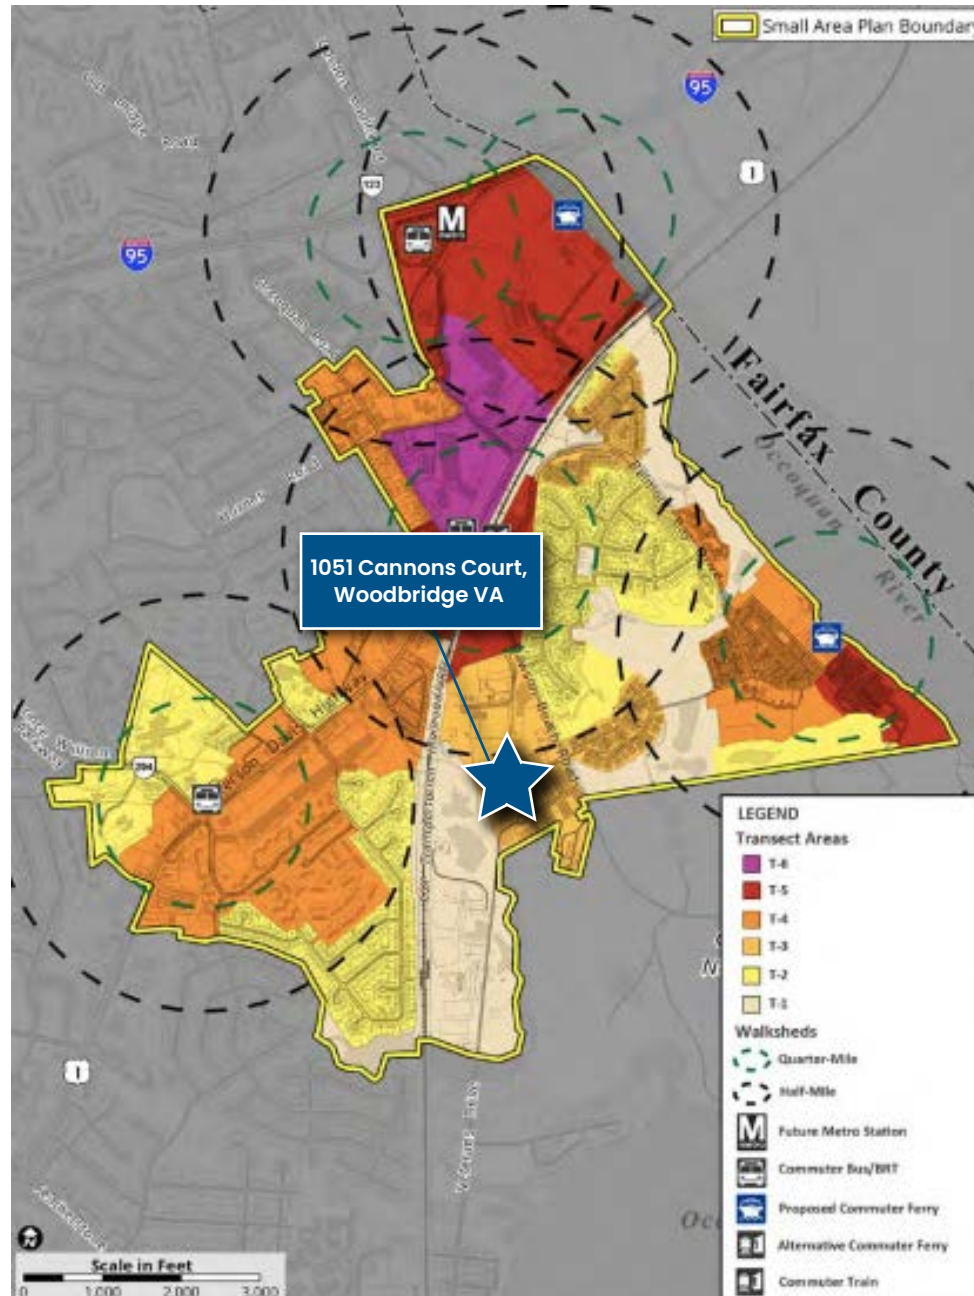 Small Area Plan Boundary
95
1
123
M
95
Fairfax
County
Occoquan
River
1051 Cannons Court,
Woodbridge VA
294
1
LEGEND
Transect Areas
T-6
T-5
T-4
T-3
T-2
T-1
Walksheds
Quarter-Mile
Half-Mile
M
Future Metro Station
Commuter Bus/BRT
Proposed Commuter Ferry
Alternative Commuter Ferry
Commuter Train
Scale in Feet
0 1,000 2,000 3,000